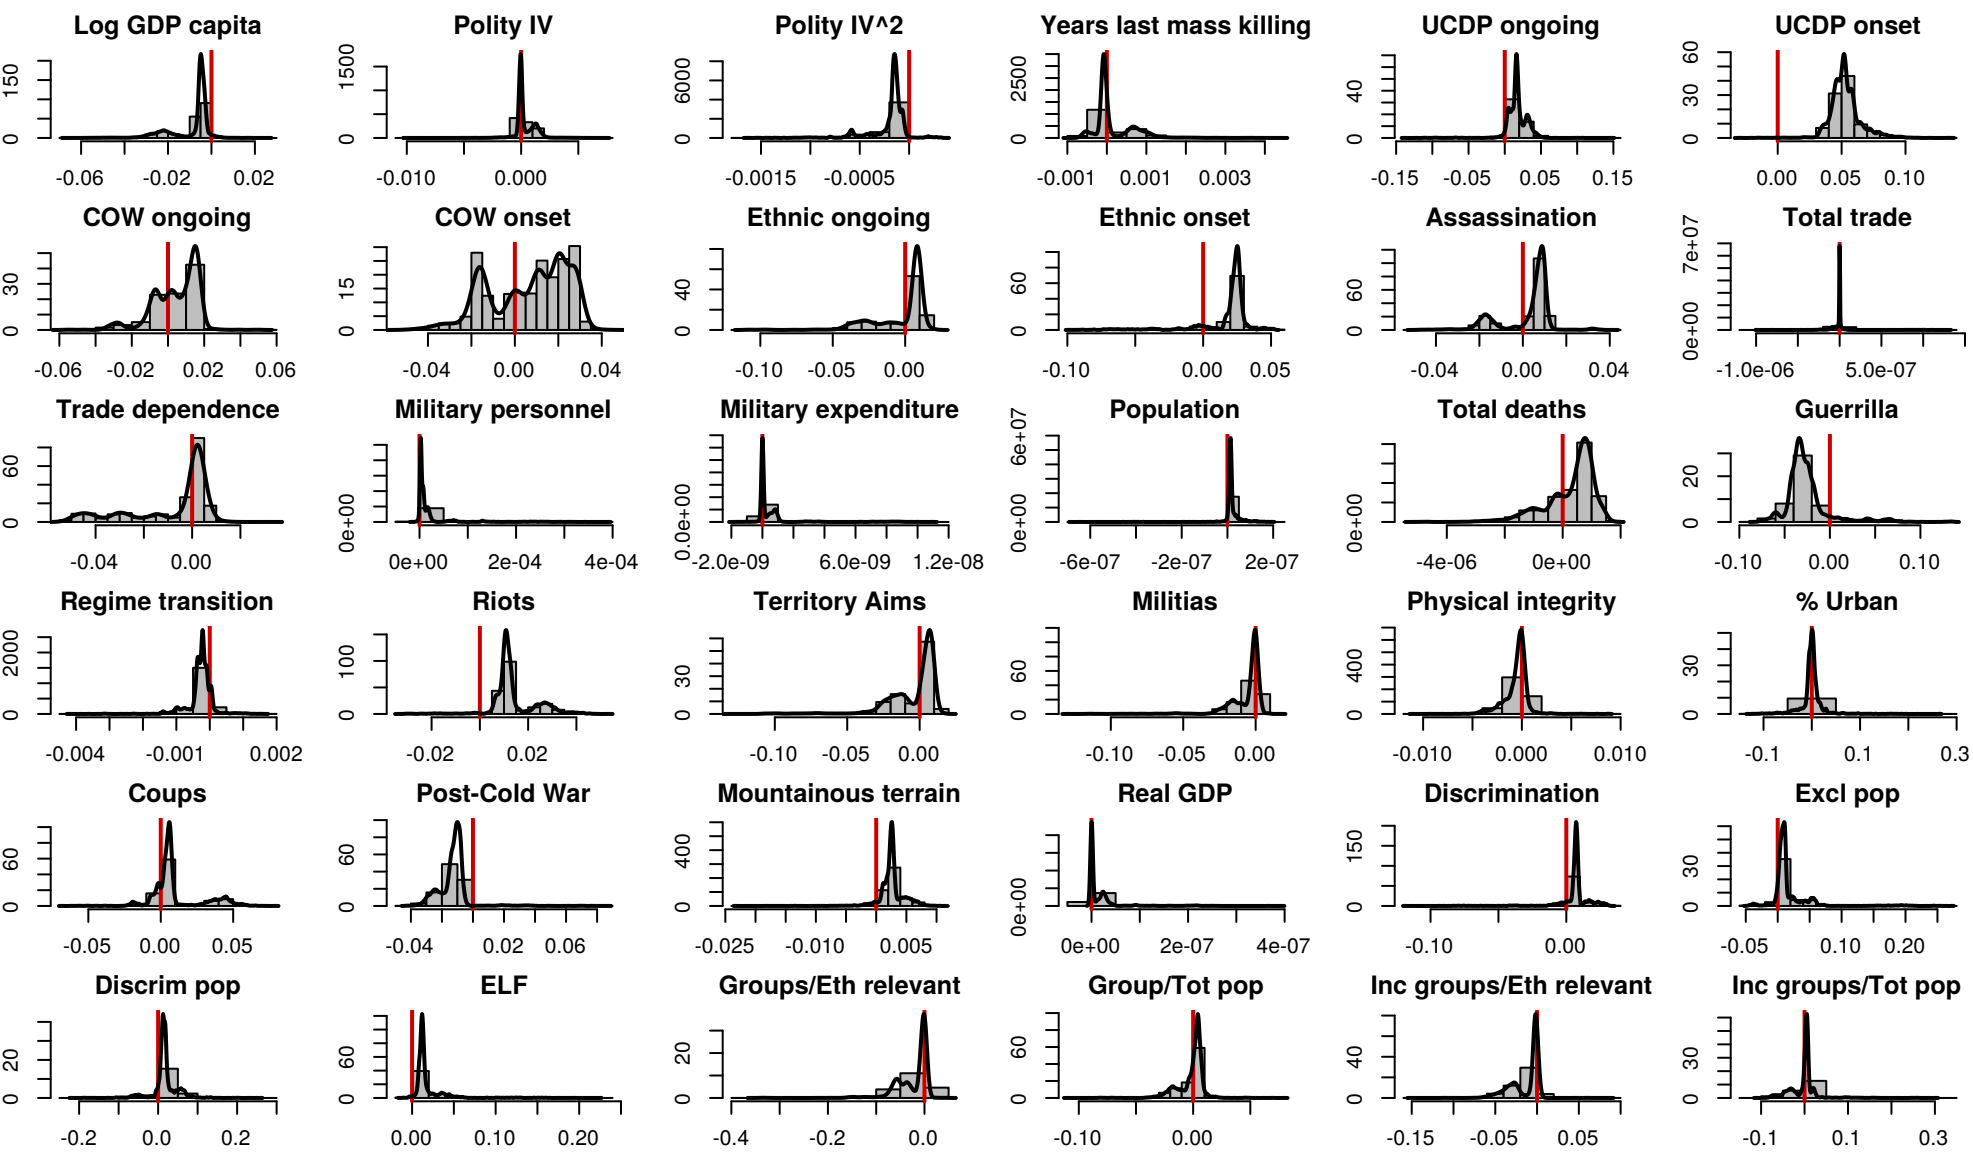 Log GDP capita Polity IV Polity IV^2 Years last mass killing UCDP ongoing UCDP onset
0 150 0 1500 0 6000 0 2500 0 40 0 30 60
-0.06 -0.02 0.02 -0.010 0.000 -0.0015 -0.0005 -0.001 0.001 0.003 -0.15 -0.05 0.05 0.15 0.00 0.05 0.10
COW ongoing COW onset Ethnic ongoing Ethnic onset Assassination Total trade
0 30 0 15 0 40 0 60 0 60 0e+00 7e+07
-0.06 -0.02 0.02 0.06 -0.04 0.00 0.04 -0.10 -0.05 0.00 -0.10 0.00 0.05 -0.04 0.00 0.04 -1.0e-06 5.0e-07
Trade dependence Military personnel Military expenditure Population Total deaths Guerrilla
0 60 0e+00 0.0e+00 0e+00 6e+07 0e+00 0 20
-0.04 0.00 0e+00 2e-04 4e-04 -2.0e-09 6.0e-09 1.2e-08 -6e-07 -2e-07 2e-07 -4e-06 0e+00 -0.10 0.00 0.10
Regime transition Riots Territory Aims Militias Physical integrity % Urban
0 2000 0 100 0 30 0 60 0 400 0 30
-0.004 -0.001 0.002 -0.02 0.02 -0.10 -0.05 0.00 -0.10 -0.05 0.00 -0.010 0.000 0.010 -0.1 0.1 0.3
Coups Post-Cold War Mountainous terrain Real GDP Discrimination Excl pop
0 60 0 60 0 400 0e+00 0 150 0 30
-0.05 0.00 0.05 -0.04 0.02 0.06 -0.025 -0.010 0.005 0e+00 2e-07 4e-07 -0.10 0.00 -0.05 0.10 0.20
Discrim pop ELF Groups/Eth relevant Group/Tot pop Inc groups/Eth relevant Inc groups/Tot pop
0 20 0 60 0 20 0 60 0 40 0 30
-0.2 0.0 0.2 0.00 0.10 0.20 -0.4 -0.2 0.0 -0.10 0.00 -0.15 -0.05 0.05 -0.1 0.1 0.3